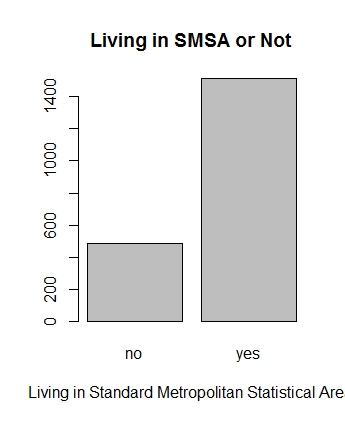 Living in SMSA or Not
1400
1000
600
200
0
no yes
Living in Standard Metropolitan Statistical Are